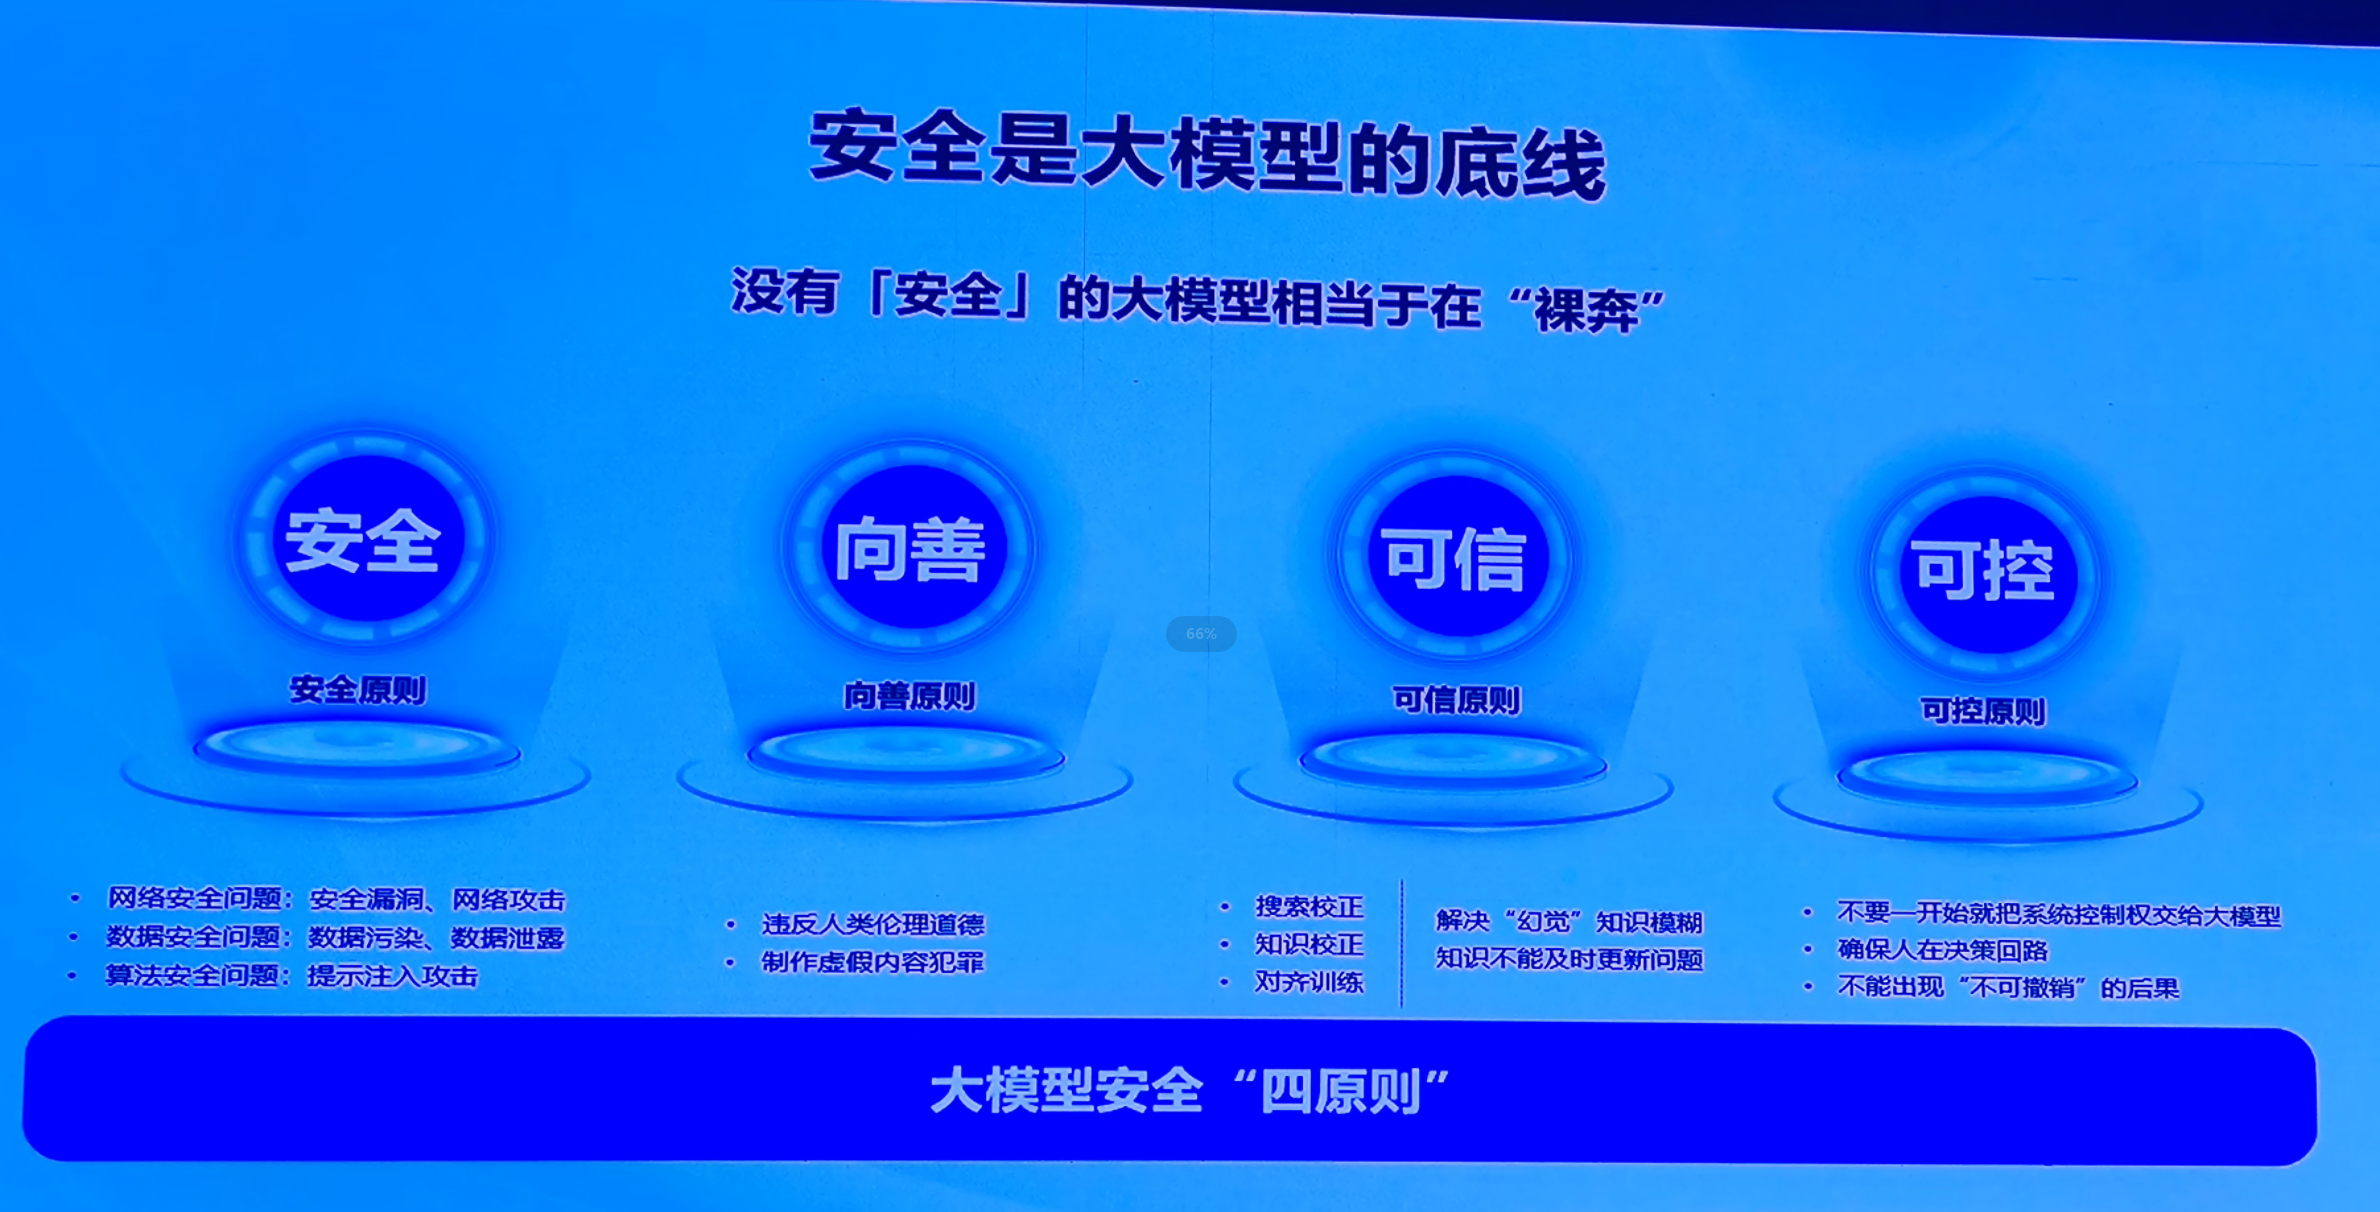 安全是大模型的底线
没有「安全」的大模型相当于在“裸奔”
安全
向善
可信
可控
安全原则
向善原则
可信原则
可控原则
• 网络安全问题：安全漏洞、网络攻击
• 数据安全问题：数据污染、数据泄露
• 算法安全问题：提示注入攻击
• 违反人类伦理道德
• 制作虚假内容犯罪
• 搜索校正
• 知识校正
• 对齐训练
解决“幻觉”知识模糊
知识不能及时更新问题
• 不要一开始就把系统控制权交给大模型
• 确保人在决策回路
• 不能出现“不可撤销”的后果
大模型安全“四原则”
66%